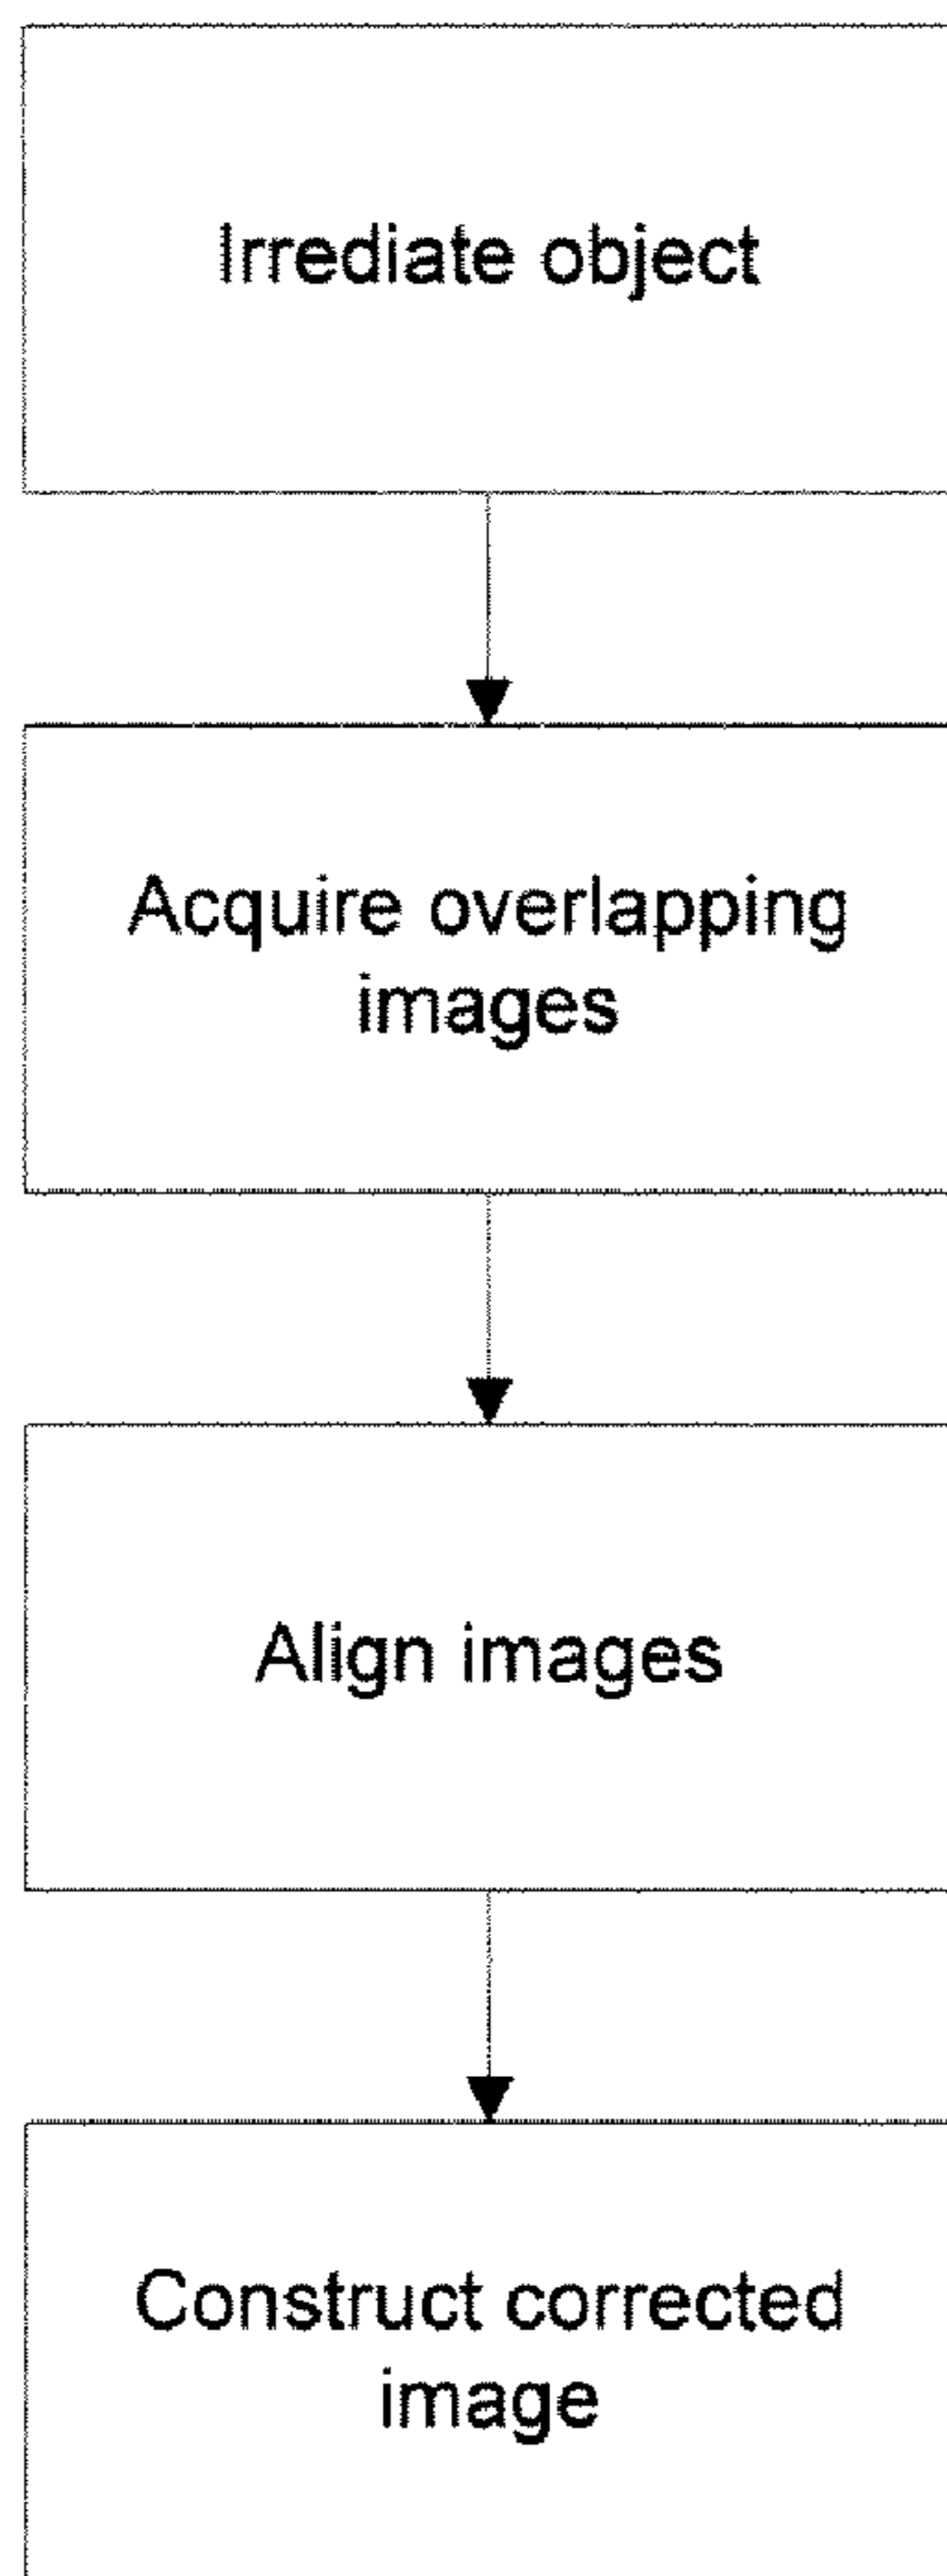 Irrediate object
Acquire overlapping
images
Align images
Construct corrected
image